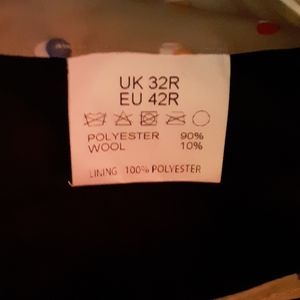 UK 32R
EU 42R
POLYESTER 90%
WOOL 10%
LINING 100% POLYESTER